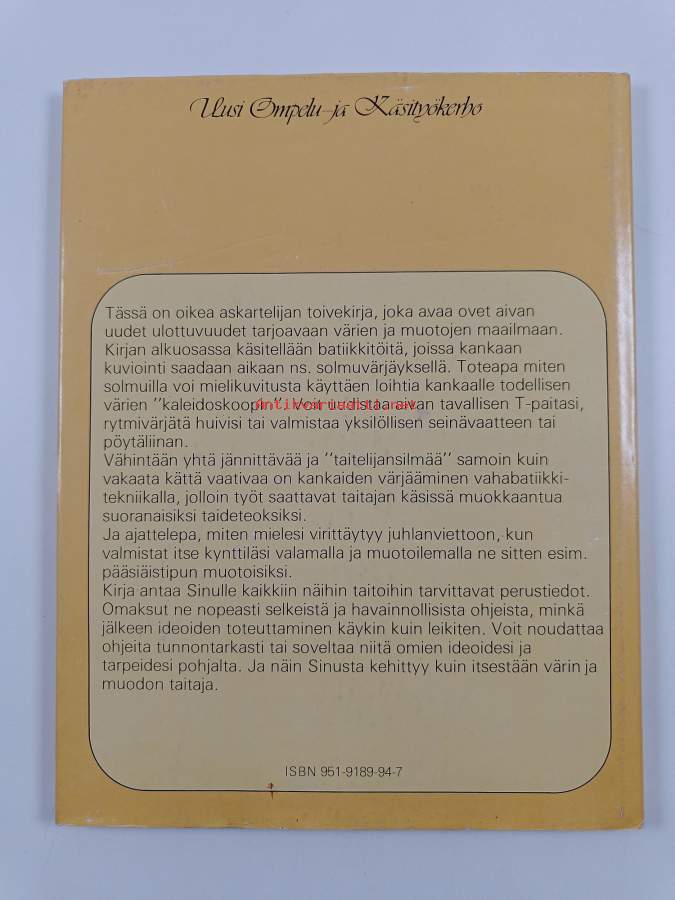 Uusi Ompelu- ja Käsityökerho
Tässä on oikea askartelijan toivekirja, joka avaa ovet aivan
uudet ulottuvuudet tarjoavaan värien ja muotojen maailmaan.
Kirjan alkuosassa käsitellään batiikkitöitä, joissa kankaan
kuviointi saadaan aikaan ns. solmuvärjäyksellä. Toteapa miten
solmuilla voi mielikuvitusta käyttäen loihtia kankaalle todellisen
värien ''kaleidoskoopin''. Voit uudistaa aivan tavallisen T-paitasi,
rytmivärjätä huivisi tai valmistaa yksilöllisen seinävaatteen tai
pöytäliinan.
Vähintään yhtä jännittävää ja ''taitelijansilmää'' samoin kuin
vakaata kättä vaativaa on kankaiden värjääminen vahabatiikki-
tekniikalla, jolloin työt saattavat taitajan käsissä muokkaantua
suoranaisiksi taideteoksiksi.
Ja ajattelepa, miten mielesi virittäytyy juhlanviettoon, kun
valmistat itse kynttiläsi valamalla ja muotoilemalla ne sitten esim.
pääsiäistipun muotoisiksi.
Kirja antaa Sinulle kaikkiin näihin taitoihin tarvittavat perustiedot.
Omaksut ne nopeasti selkeistä ja havainnollisista ohjeista, minkä
jälkeen ideoiden toteuttaminen käykin kuin leikiten. Voit noudattaa
ohjeita tunnontarkasti tai soveltaa niitä omien ideoidesi ja
tarpeidesi pohjalta. Ja näin Sinusta kehittyy kuin itsestään värin ja
muodon taitaja.
ISBN 951-9189-94-7